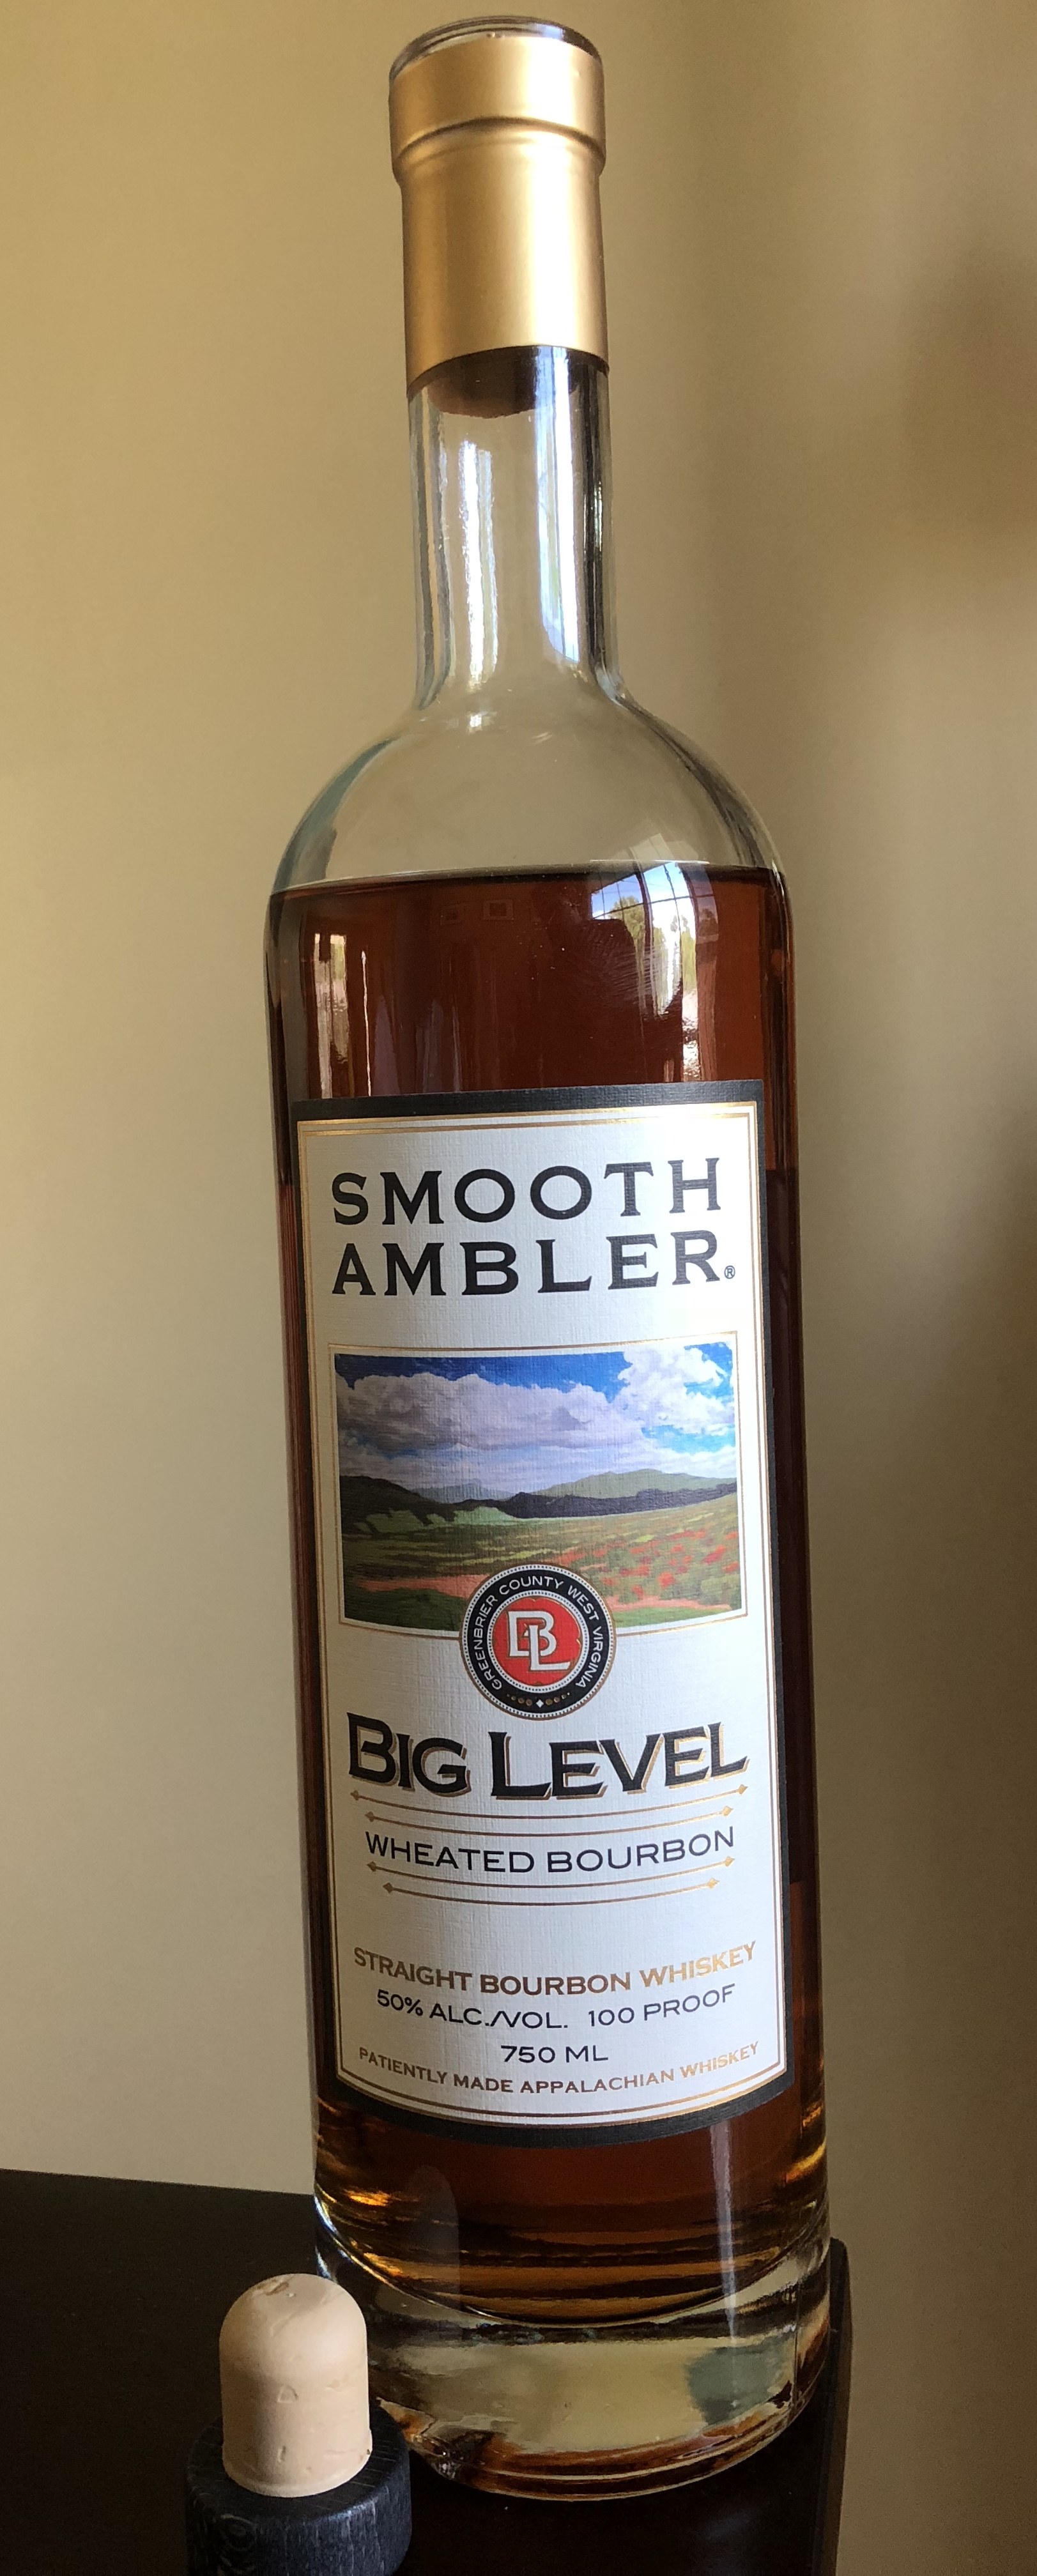 SMOOTH
AMBLER®
GREENBRIER COUNTY WEST VIRGINIA
BL
BIG LEVEL
WHEATED BOURBON
STRAIGHT BOURBON WHISKEY
50% ALC./VOL. 100 PROOF
750 ML
PATIENTLY MADE APPALACHIAN WHISKEY